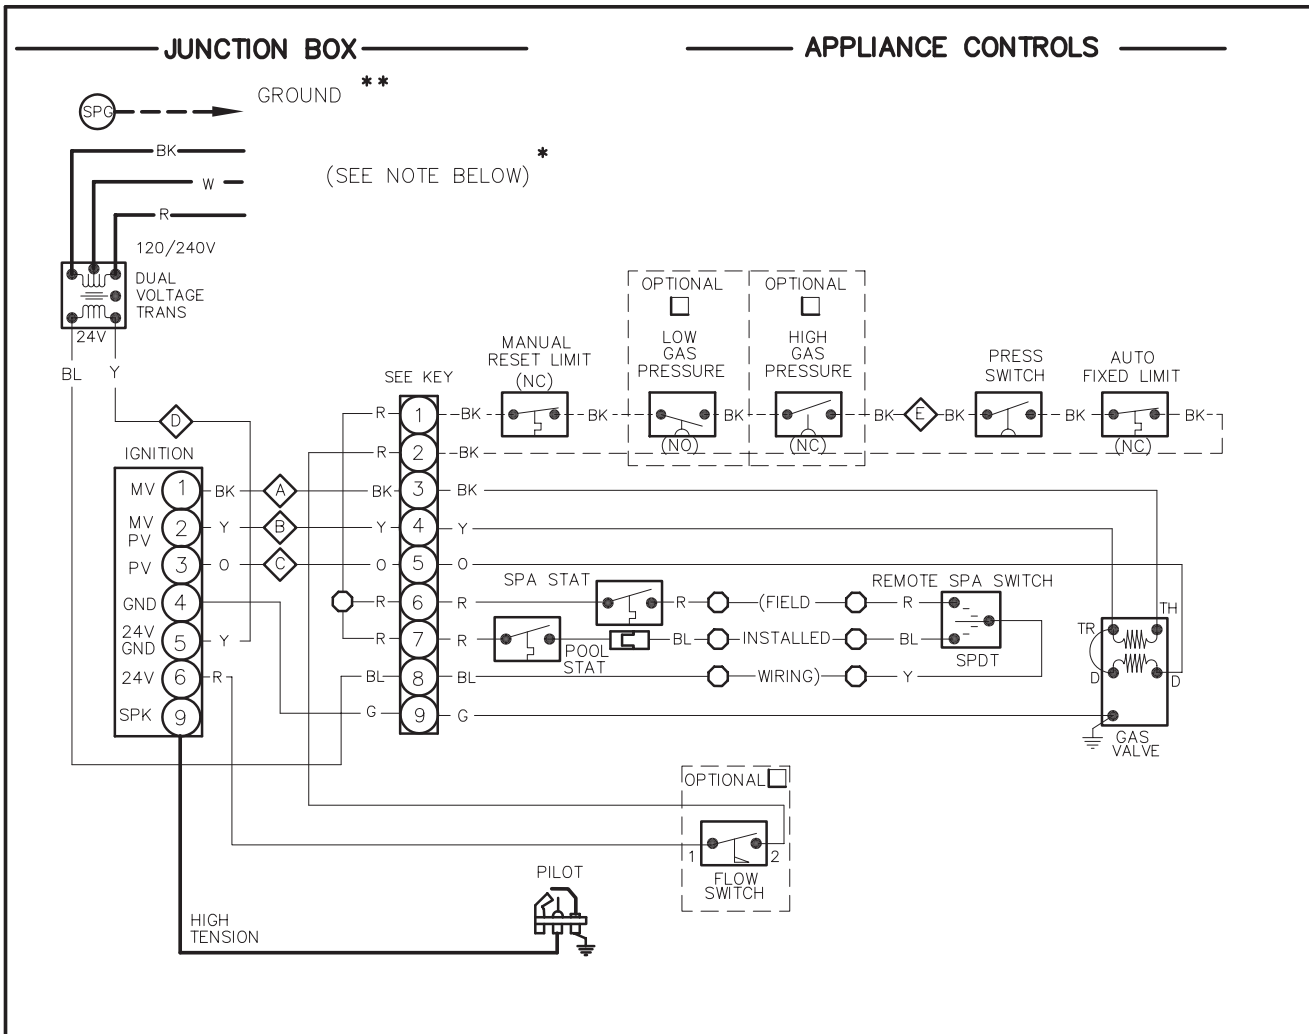 JUNCTION BOX
APPLIANCE CONTROLS
SPG
GROUND **
BK
W
R
(SEE NOTE BELOW) *
120/240V
DUAL
VOLTAGE
TRANS
24V
BL Y
D
OPTIONAL
LOW
GAS
PRESSURE
(NO)
OPTIONAL
HIGH
GAS
PRESSURE
(NC)
MANUAL
RESET LIMIT
(NC)
PRESS
SWITCH
AUTO
FIXED LIMIT
(NC)
SEE KEY
R 1 BK BK BK BK E BK BK BK
R 2 BK
IGNITION
MV 1 BK A BK 3 BK
MV
PV 2 Y B Y 4 Y
PV 3 O C O 5 O
SPA STAT
REMOTE SPA SWITCH
GND 4 R 6 R R (FIELD R
24V
GND 5 Y R 7 R BL INSTALLED BL
POOL
STAT
SPDT
24V 6 R BL 8 BL WIRING) Y
SPK 9 G 9 G
TH
TR
D D
GAS
VALVE
OPTIONAL
1 2
FLOW
SWITCH
PILOT
HIGH
TENSION